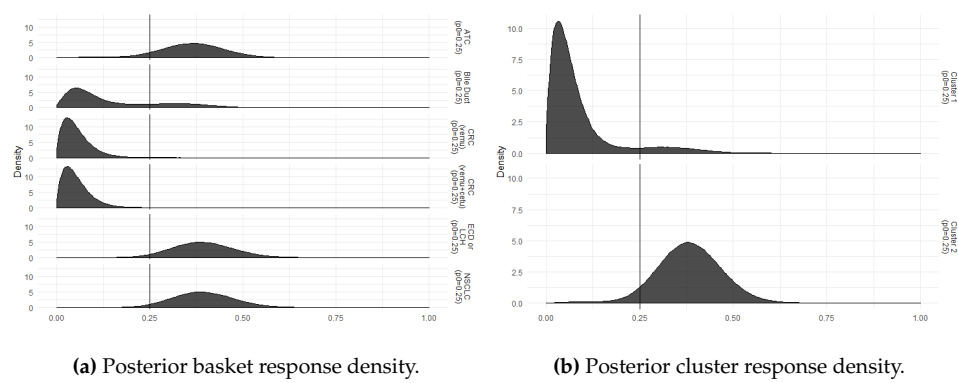 Density
10
5
0
ATC
(p0=0.25)
10
5
0
Bile Duct
(p0=0.25)
10
5
0
CRC
(vemu)
(p0=0.25)
10
5
0
CRC
(vemu+cetu)
(p0=0.25)
10
5
0
ECD or
LCH
(p0=0.25)
10
5
0
NSCLC
(p0=0.25)
0.00 0.25 0.50 0.75 1.00
Density
10.0
7.5
5.0
2.5
0.0
Cluster 1
(p0=0.25)
10.0
7.5
5.0
2.5
0.0
Cluster 2
(p0=0.25)
0.00 0.25 0.50 0.75 1.00
(a) Posterior basket response density.
(b) Posterior cluster response density.